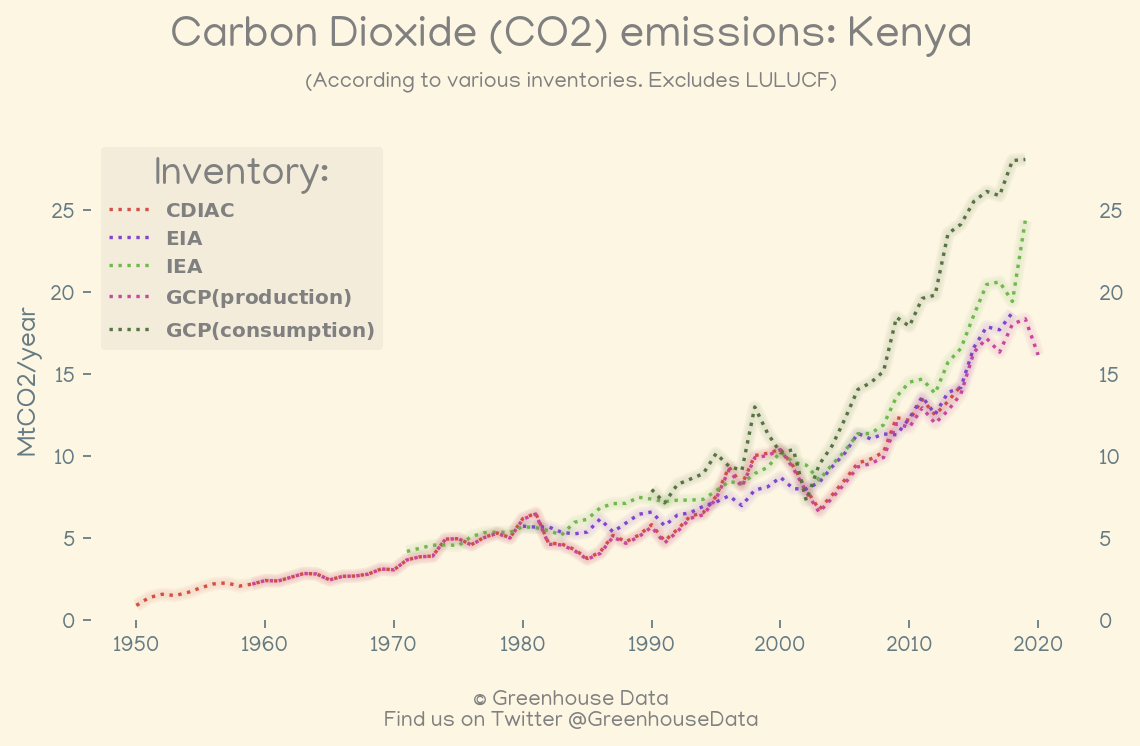 Carbon Dioxide (CO2) emissions: Kenya
(According to various inventories. Excludes LULUCF)
Inventory:
CDIAC
EIA
IEA
GCP(production)
GCP(consumption)
MtCO2/year
25
20
15
10
5
0
25
20
15
10
5
0
1950 1960 1970 1980 1990 2000 2010 2020
© Greenhouse Data
Find us on Twitter @GreenhouseData